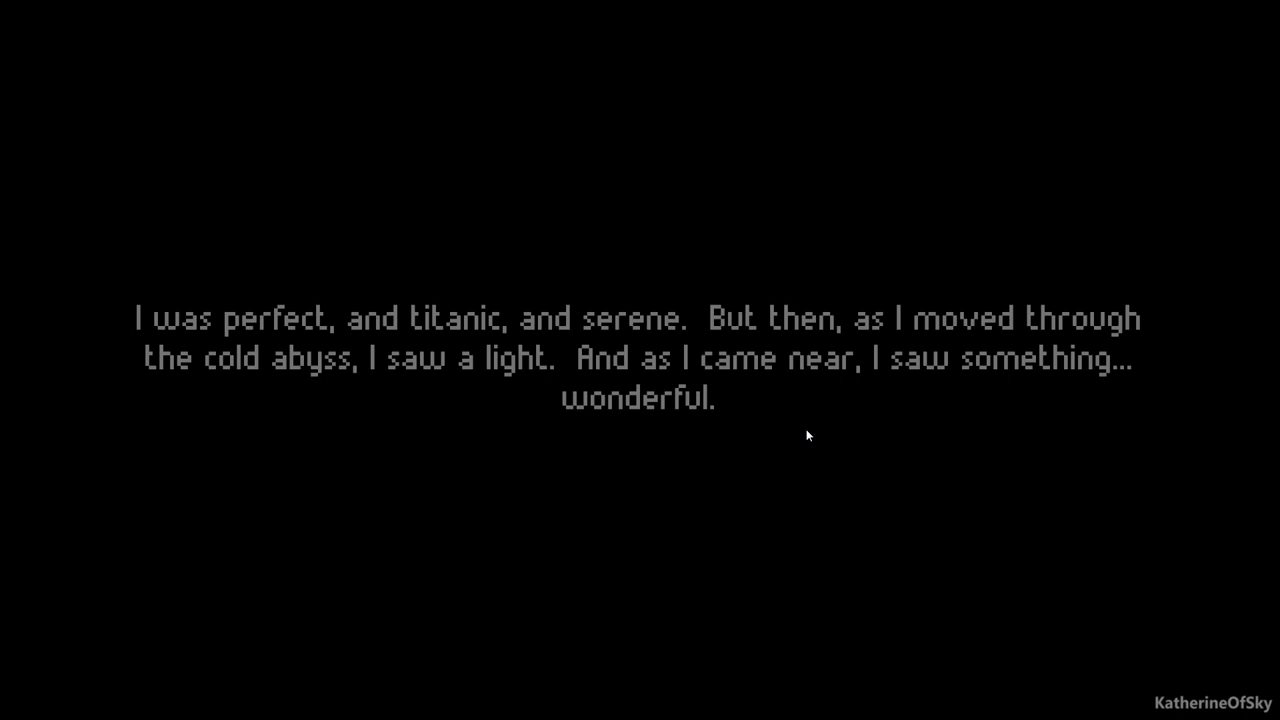 I was perfect, and titanic, and serene.  But then, as I moved through
the cold abyss, I saw a light.  And as I came near, I saw something...
wonderful.
KatherineOfSky